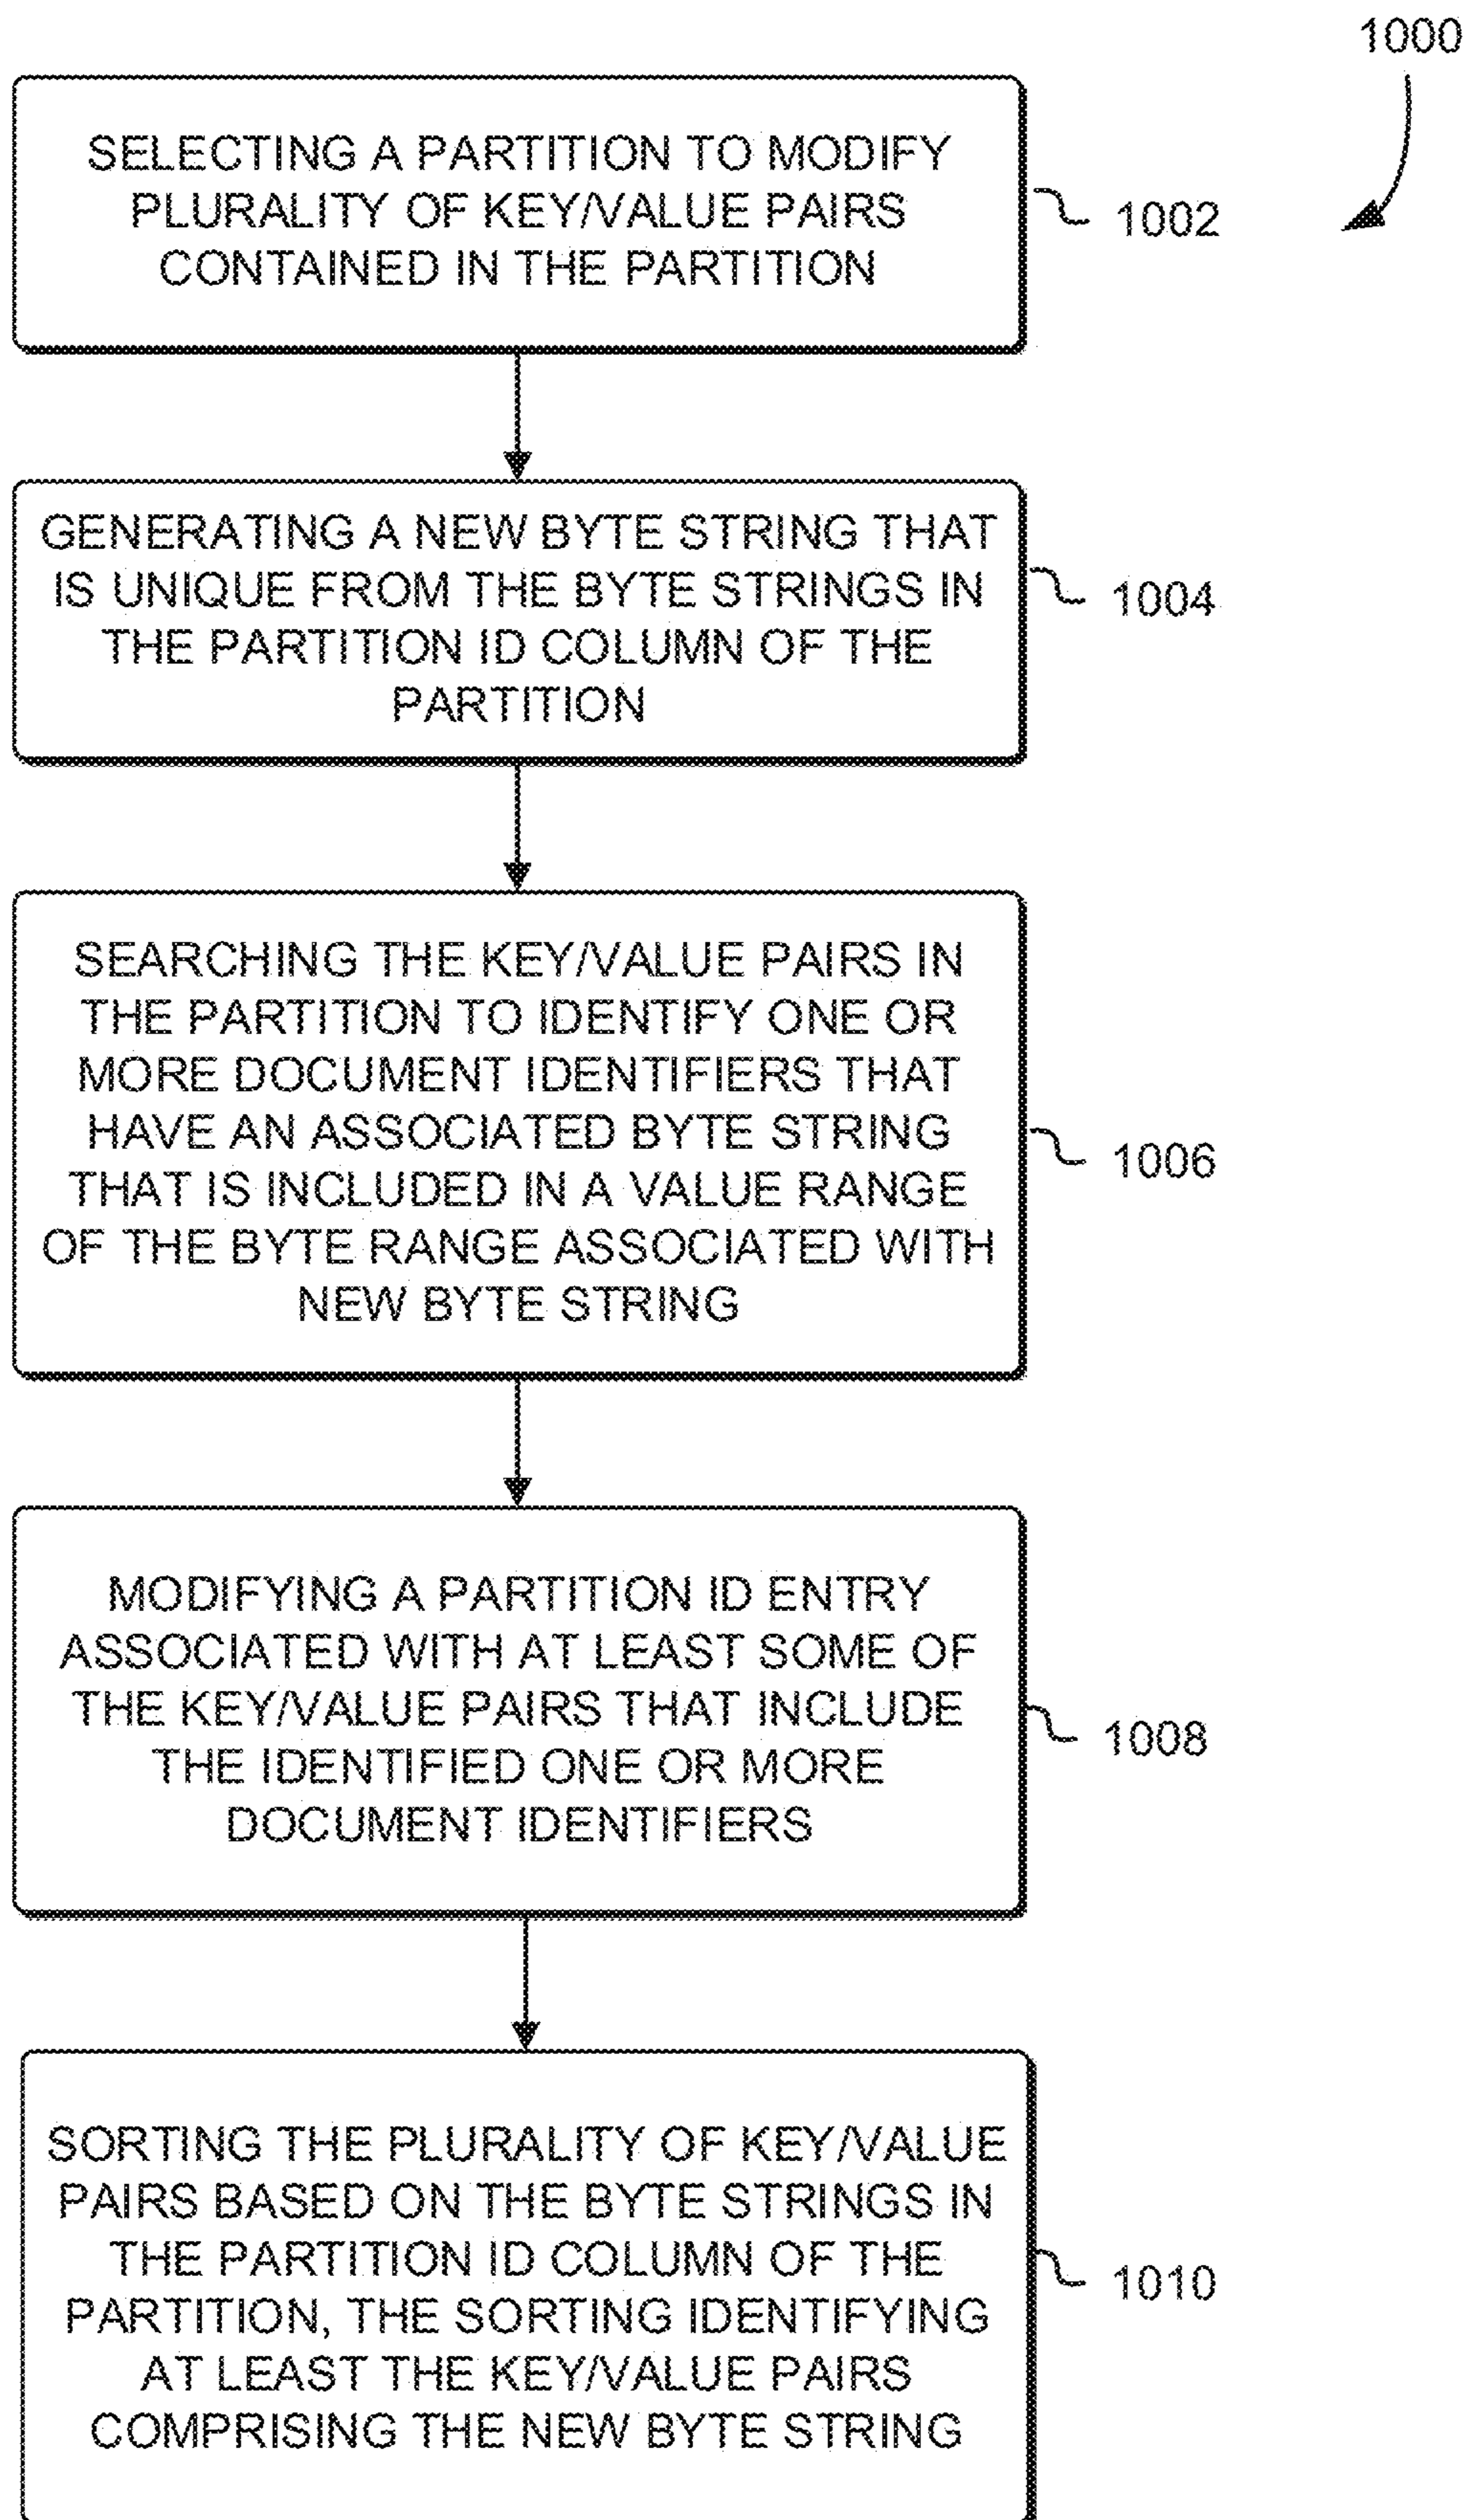 1000
SELECTING A PARTITION TO MODIFY
PLURALITY OF KEY/VALUE PAIRS
CONTAINED IN THE PARTITION
1002
GENERATING A NEW BYTE STRING THAT
IS UNIQUE FROM THE BYTE STRINGS IN
THE PARTITION ID COLUMN OF THE
PARTITION
1004
SEARCHING THE KEY/VALUE PAIRS IN
THE PARTITION TO IDENTIFY ONE OR
MORE DOCUMENT IDENTIFIERS THAT
HAVE AN ASSOCIATED BYTE STRING
THAT IS INCLUDED IN A VALUE RANGE
OF THE BYTE RANGE ASSOCIATED WITH
NEW BYTE STRING
1006
MODIFYING A PARTITION ID ENTRY
ASSOCIATED WITH AT LEAST SOME OF
THE KEY/VALUE PAIRS THAT INCLUDE
THE IDENTIFIED ONE OR MORE
DOCUMENT IDENTIFIERS
1008
SORTING THE PLURALITY OF KEY/VALUE
PAIRS BASED ON THE BYTE STRINGS IN
THE PARTITION ID COLUMN OF THE
PARTITION, THE SORTING IDENTIFYING
AT LEAST THE KEY/VALUE PAIRS
COMPRISING THE NEW BYTE STRING
1010